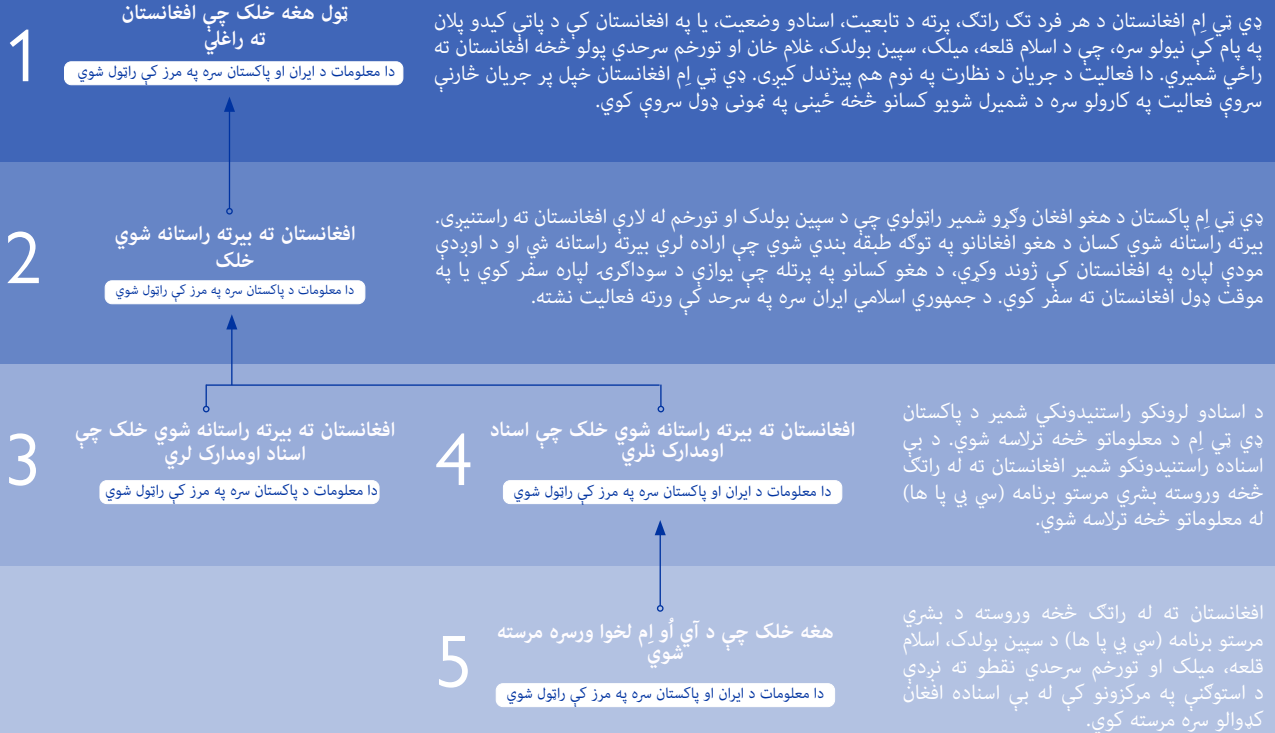 1
ټول هغه خلک چې افغانستان
ته راغلي
دا معلومات د ایران او پاکستان سره په مرز کې راټول شوي
ډي ټي اِم افغانستان د هر فرد تګ راتګ، پرته د تابعیت، اسنادو وضعیت، یا په افغانستان کې د پاتې کیدو پلان
په پام کې نیولو سره، چې د اسلام قلعه، میلک، سپین بولدک، غلام خان او تورخم سرحدي پولو څخه افغانستان ته
راځي شمیري. دا فعالیت د جریان د نظارت په نوم هم پیژندل کیږی. ډي ټي اِم افغانستان خپل پر جریان څارنې
سروې فعالیت په کارولو سره د شمیرل شویو کسانو څخه ځینی په نمونی ډول سروې کوي.
2
افغانستان ته بیرته راستانه شوي
خلک
دا معلومات د پاکستان سره په مرز کې راټول شوي
ډي ټي اِم پاکستان د هغو افغان وګړو شمیر راټولوي چې د سپین بولدک او تورخم له لارې افغانستان ته راستنیږی.
بیرته راستانه شوي کسان د هغو افغانانو په توګه طبقه بندي شوي چې اراده لري بیرته راستانه شي او د اوږدې
مودې لپاره په افغانستان کې ژوند وکړي، د هغو کسانو په پرتله چې یوازې د سوداګرۍ لپاره سفر کوي یا په
موقت ډول افغانستان ته سفر کوي. د جمهوري اسلامي ایران سره په سرحد کې ورته فعالیت نشته.
3
افغانستان ته بیرته راستانه شوي خلک چې
اسناد اومدارک لري
دا معلومات د پاکستان سره په مرز کې راټول شوي
4
افغانستان ته بیرته راستانه شوي خلک چې اسناد
اومدارک نلري
دا معلومات د ایران او پاکستان سره په مرز کې راټول شوي
د اسنادو لرونکو راستنیدونکي شمیر د پاکستان
ډي ټي اِم د معلوماتو څخه ترلاسه شوي. د بې
اسناده راستنیدونکو شمیر افغانستان ته له راتګ
څخه وروسته بشري مرستو برنامه (سي بي پا ها)
له معلوماتو څخه ترلاسه شوي.
5
هغه خلک چې د آي اُو اِم لخوا ورسره مرسته
شوي
دا معلومات د ایران او پاکستان سره په مرز کې راټول شوي
افغانستان ته له راتګ څخه وروسته د بشري
مرستو برنامه (سي بي پا ها) د سپین بولدک، اسلام
قلعه، میلک او تورخم سرحدي نقطو ته نږدې
د استوګنې په مرکزونو کې له بې اسناده افغان
کډوالو سره مرسته کوي.